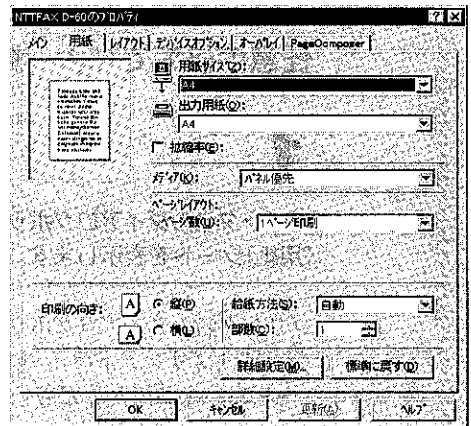 NTTFAX D-60のプロパティ
メイン 用紙 レイアウト デバイスオプション オーバレイ PageComposer
用紙サイズ(Z):
A4
出力用紙(O):
A4
拡縮率(E):
メディア(K): パネル優先
ページレイアウト:
ページ数(U): 1ページ印刷
印刷の向き: A 縦(P) 給紙方法(S): 自動
A 横(L) 部数(C): 1
詳細設定(M)... 標準に戻す(D)
OK キャンセル 更新(A) ヘルプ